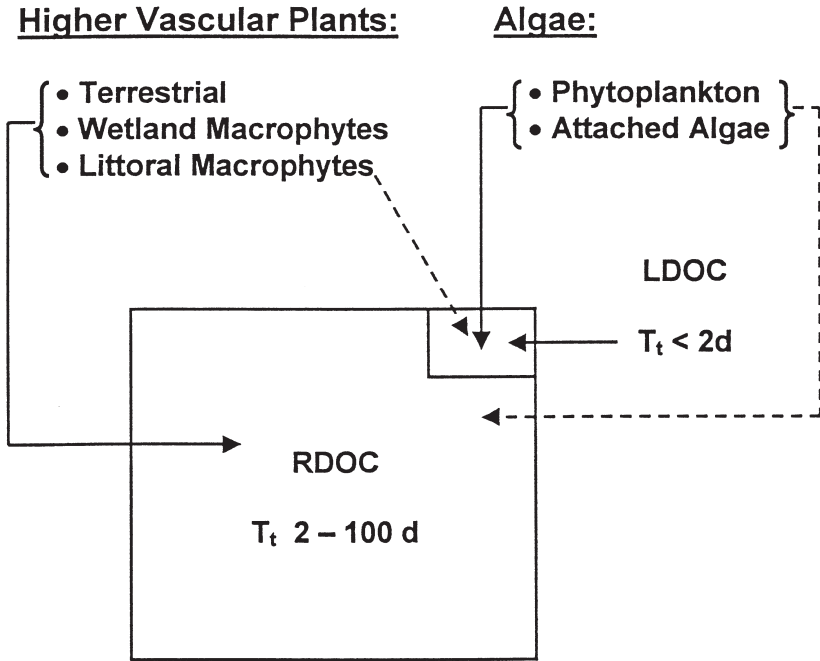 Higher Vascular Plants:
• Terrestrial
• Wetland Macrophytes
• Littoral Macrophytes
Algae:
• Phytoplankton
• Attached Algae
LDOC
Tt < 2d
RDOC
Tt 2 – 100 d